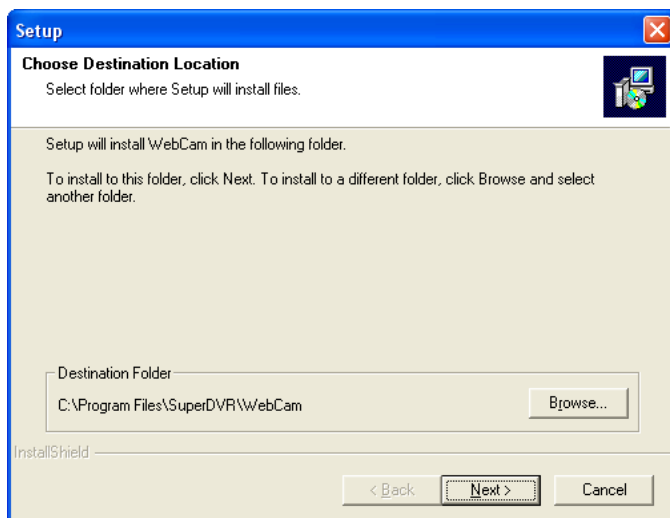 Setup
Choose Destination Location
Select folder where Setup will install files.
Setup will install WebCam in the following folder.
To install to this folder, click Next. To install to a different folder, click Browse and select
another folder.
Destination Folder
C:\Program Files\SuperDVR\WebCam
Browse...
InstallShield
< Back
Next >
Cancel